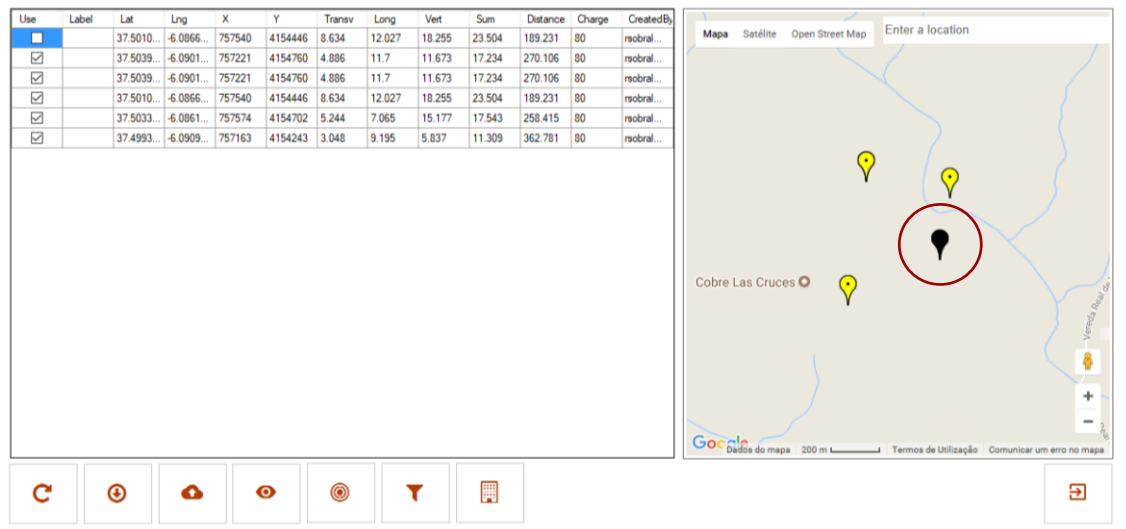 Use Label Lat Lng X Y Transv Long Vert Sum Distance Charge CreatedBy
37.5010... -6.0866... 757540 4154446 8.634 12.027 18.255 23.504 189.231 80 rsobral...
37.5039... -6.0901... 757221 4154760 4.886 11.7 11.673 17.234 270.106 80 rsobral...
37.5039... -6.0901... 757221 4154760 4.886 11.7 11.673 17.234 270.106 80 rsobral...
37.5010... -6.0866... 757540 4154446 8.634 12.027 18.255 23.504 189.231 80 rsobral...
37.5033... -6.0861... 757574 4154702 5.244 7.065 15.177 17.543 258.415 80 rsobral...
37.4993... -6.0909... 757163 4154243 3.048 9.195 5.837 11.309 362.781 80 rsobral...
Mapa Satélite Open Street Map Enter a location
Cobre Las Cruces
Vereda Real de
Real
+
−
Google
Dados do mapa 200 m Termos de Utilização Comunicar um erro no mapa